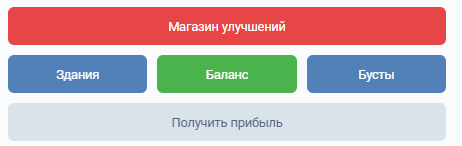 Магазин улучшений
Здания Баланс Бусты
Получить прибыль